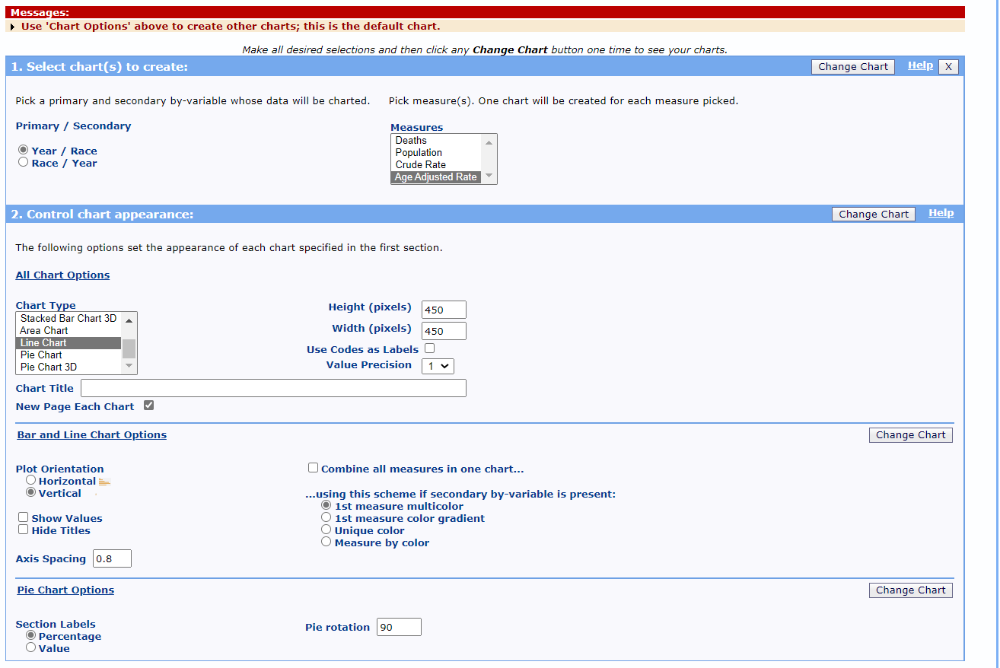 Messages:
Use 'Chart Options' above to create other charts; this is the default chart.
Make all desired selections and then click any Change Chart button one time to see your charts.
1. Select chart(s) to create:
Change Chart
Help
X
Pick a primary and secondary by-variable whose data will be charted.
Pick measure(s). One chart will be created for each measure picked.
Primary / Secondary
Year / Race
Race / Year
Measures
Deaths
Population
Crude Rate
Age Adjusted Rate
2. Control chart appearance:
Change Chart
Help
The following options set the appearance of each chart specified in the first section.
All Chart Options
Chart Type
Stacked Bar Chart 3D
Area Chart
Line Chart
Pie Chart
Pie Chart 3D
Height (pixels) 450
Width (pixels) 450
Use Codes as Labels
Value Precision 1
Chart Title
New Page Each Chart
Bar and Line Chart Options
Change Chart
Plot Orientation
Horizontal
Vertical
Show Values
Hide Titles
Axis Spacing 0.8
Combine all measures in one chart...
...using this scheme if secondary by-variable is present:
1st measure multicolor
1st measure color gradient
Unique color
Measure by color
Pie Chart Options
Change Chart
Section Labels
Percentage
Value
Pie rotation 90